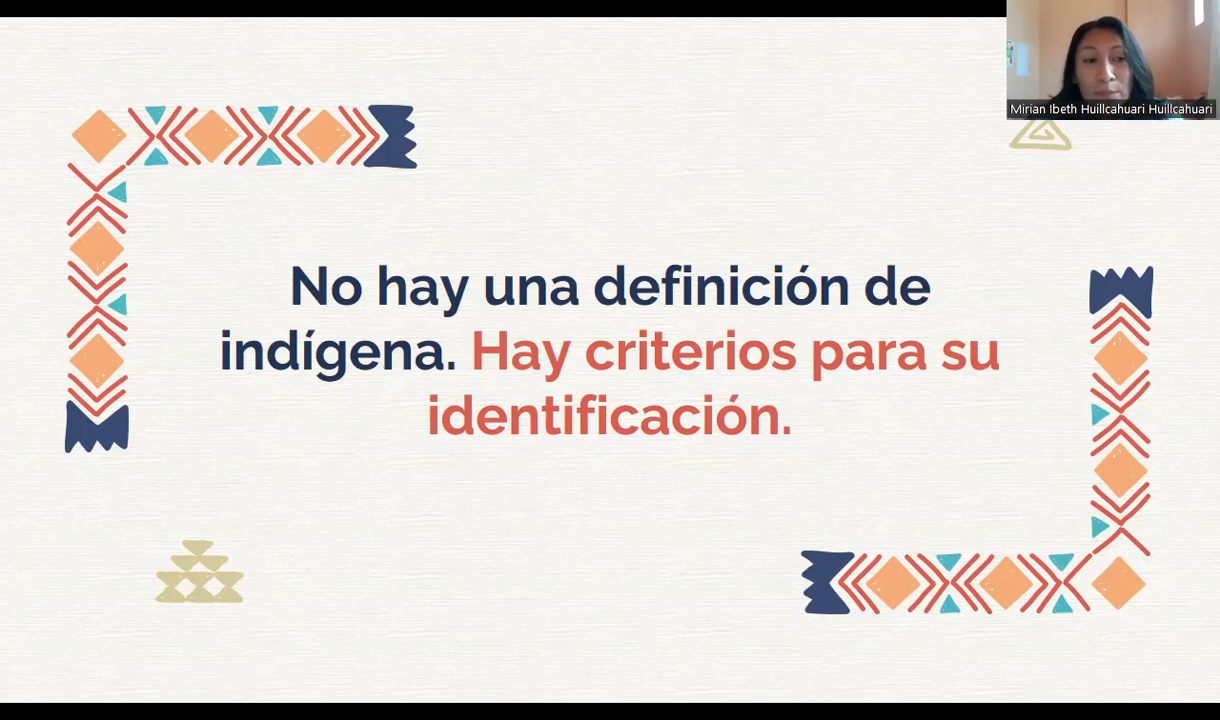 Mirian Ibeth Huillcahuari Huillcahuari
No hay una definición de
indígena. Hay criterios para su
identificación.